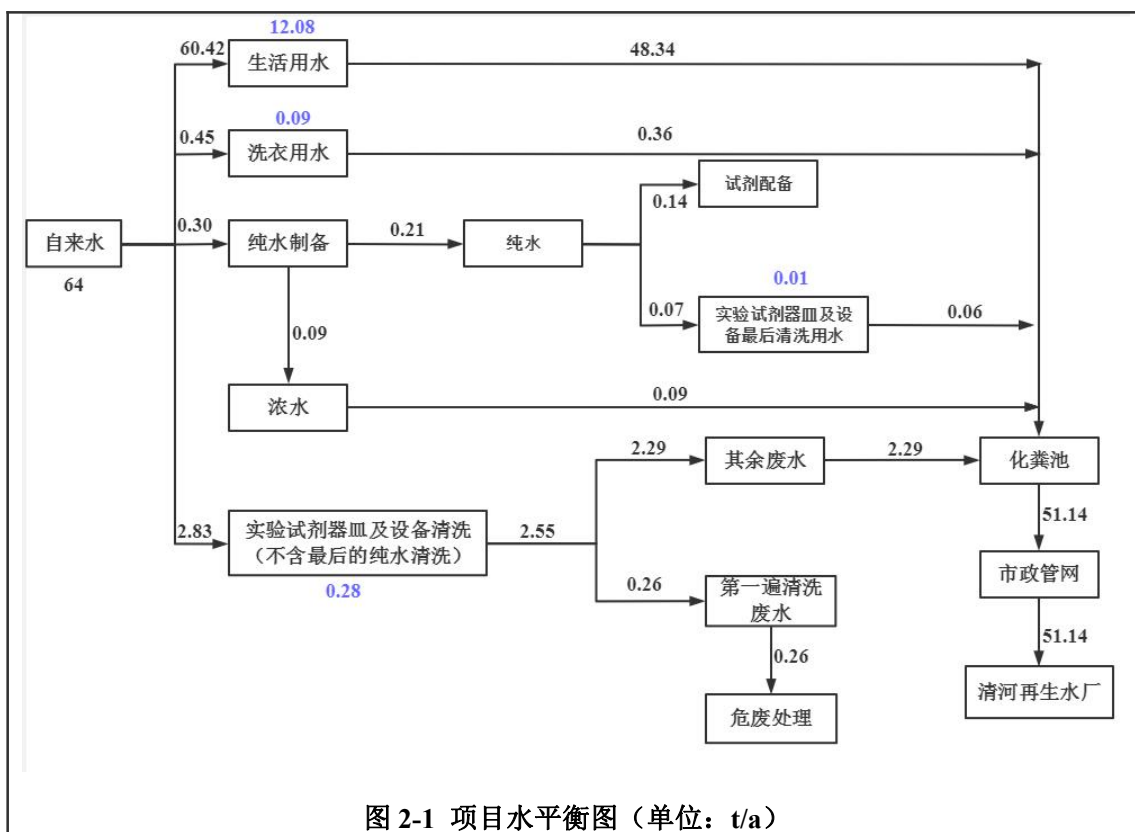 12.08
60.42
生活用水
48.34
0.09
0.45
洗衣用水
0.36
试剂配备
0.14
自来水
64
0.30
纯水制备
0.21
纯水
0.01
0.07
实验试剂器皿及设
备最后清洗用水
0.06
0.09
浓水
0.09
2.29
其余废水
2.29
化粪池
2.83
实验试剂器皿及设备清洗
（不含最后的纯水清洗）
2.55
0.28
51.14
市政管网
0.26
第一遍清洗
废水
51.14
0.26
清河再生水厂
危废处理
图 2-1 项目水平衡图（单位：t/a）